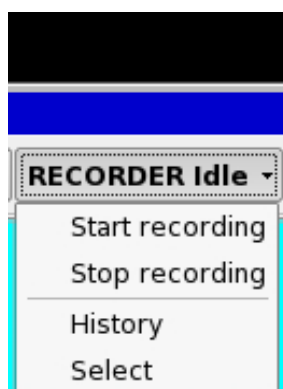 RECORDER Idle
Start recording
Stop recording
History
Select